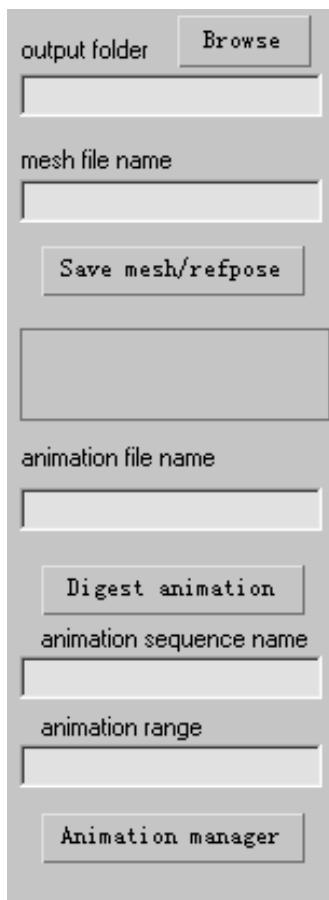 output folder Browse
mesh file name
Save mesh/refpose
animation file name
Digest animation
animation sequence name
animation range
Animation manager